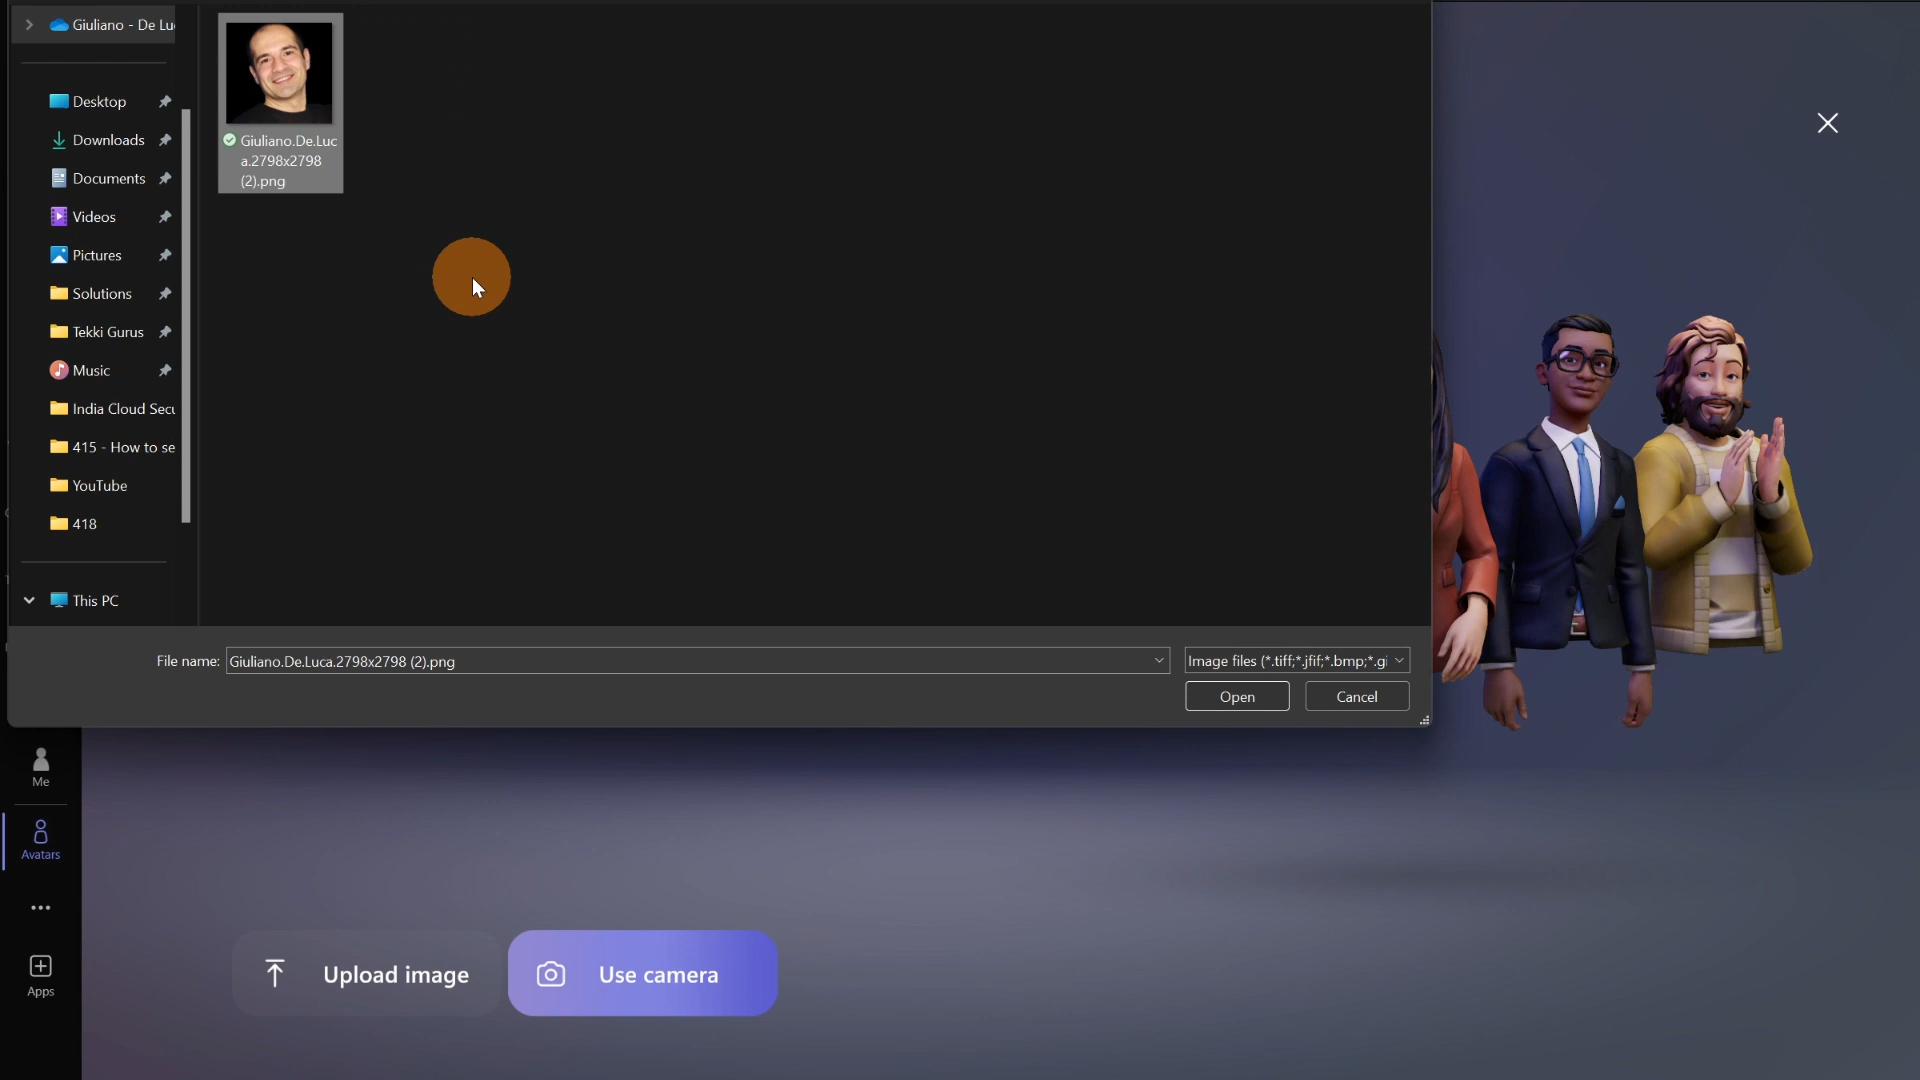 Giuliano - De Lu
Desktop
Downloads
Documents
Videos
Pictures
Solutions
Tekki Gurus
Music
India Cloud Secu
415 - How to se
YouTube
418
This PC
Giuliano.De.Luc
a.2798x2798
(2).png
File name: Giuliano.De.Luca.2798x2798 (2).png
Image files (*.tiff;*.jfif;*.bmp;*.gi
Open
Cancel
Me
Avatars
Apps
Upload image
Use camera